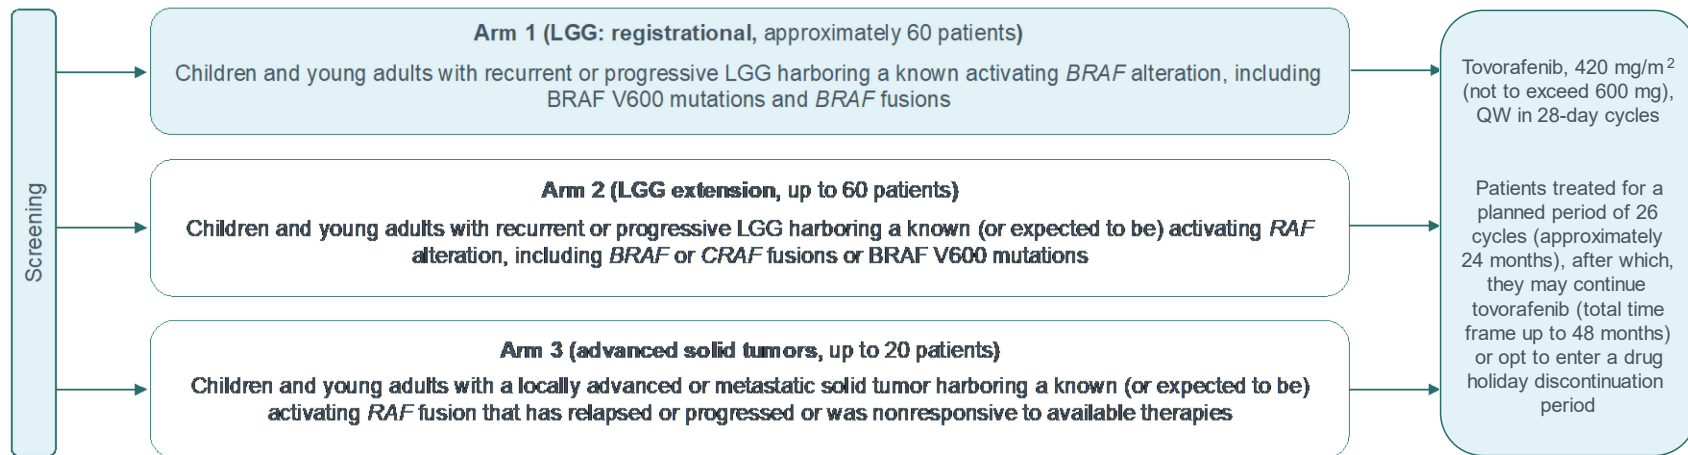 Screening
Arm 1 (LGG: registrational, approximately 60 patients)
Children and young adults with recurrent or progressive LGG harboring a known activating BRAF alteration, including
BRAF V600 mutations and BRAF fusions
Arm 2 (LGG extension, up to 60 patients)
Children and young adults with recurrent or progressive LGG harboring a known (or expected to be) activating RAF
alteration, including BRAF or CRAF fusions or BRAF V600 mutations
Arm 3 (advanced solid tumors, up to 20 patients)
Children and young adults with a locally advanced or metastatic solid tumor harboring a known (or expected to be)
activating RAF fusion that has relapsed or progressed or was nonresponsive to available therapies
Tovorafenib, 420 mg/m²
(not to exceed 600 mg),
QW in 28-day cycles
Patients treated for a
planned period of 26
cycles (approximately
24 months), after which,
they may continue
tovorafenib (total time
frame up to 48 months)
or opt to enter a drug
holiday discontinuation
period